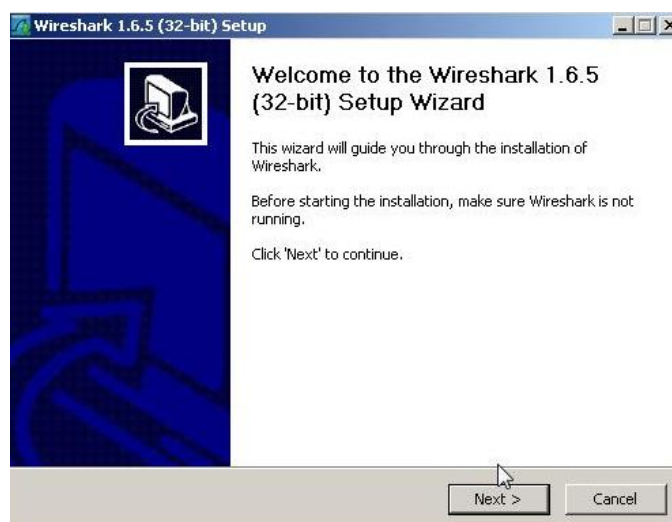 Wireshark 1.6.5 (32-bit) Setup
Welcome to the Wireshark 1.6.5
(32-bit) Setup Wizard
This wizard will guide you through the installation of
Wireshark.
Before starting the installation, make sure Wireshark is not
running.
Click 'Next' to continue.
Next >
Cancel